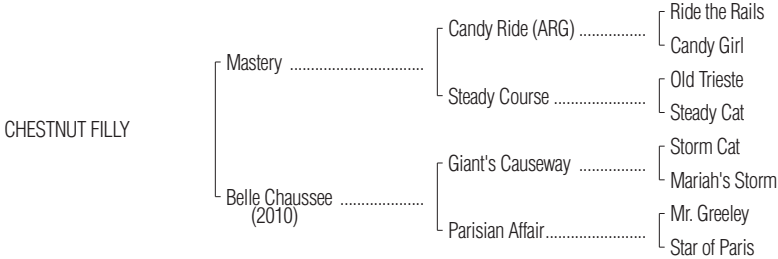 Ride the Rails
Candy Ride (ARG) ................
Candy Girl
Mastery ................................
Old Trieste
Steady Course ......................
Steady Cat
CHESTNUT FILLY
Storm Cat
Giant's Causeway ................
Mariah's Storm
Belle Chaussee ....................
(2010)
Mr. Greeley
Parisian Affair........................
Star of Paris